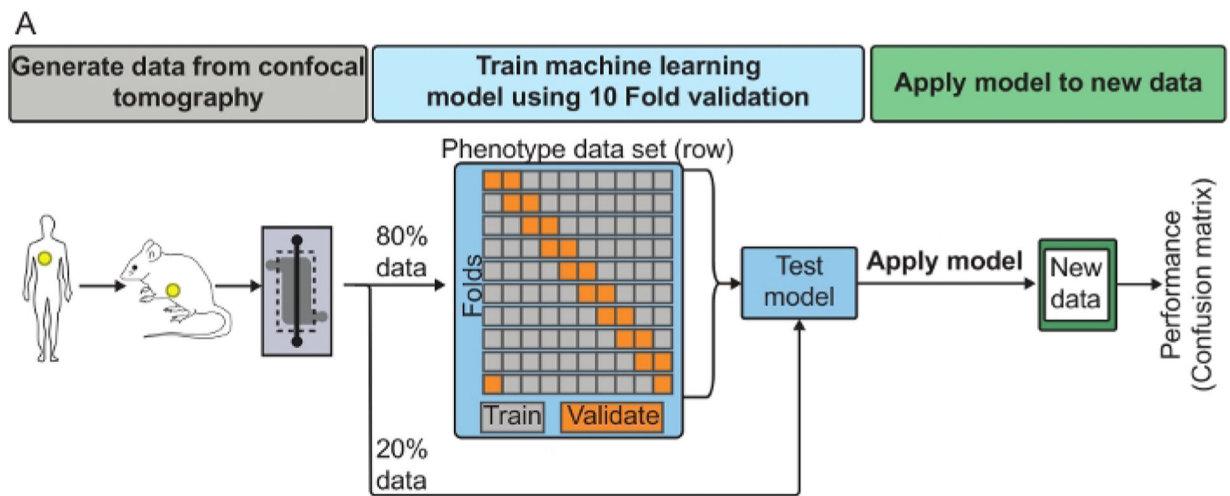 A
Generate data from confocal
tomography
Train machine learning
model using 10 Fold validation
Apply model to new data
Phenotype data set (row)
Folds
80%
data
20%
data
Train
Validate
Test
model
Apply model
New
data
Performance
(Confusion matrix)